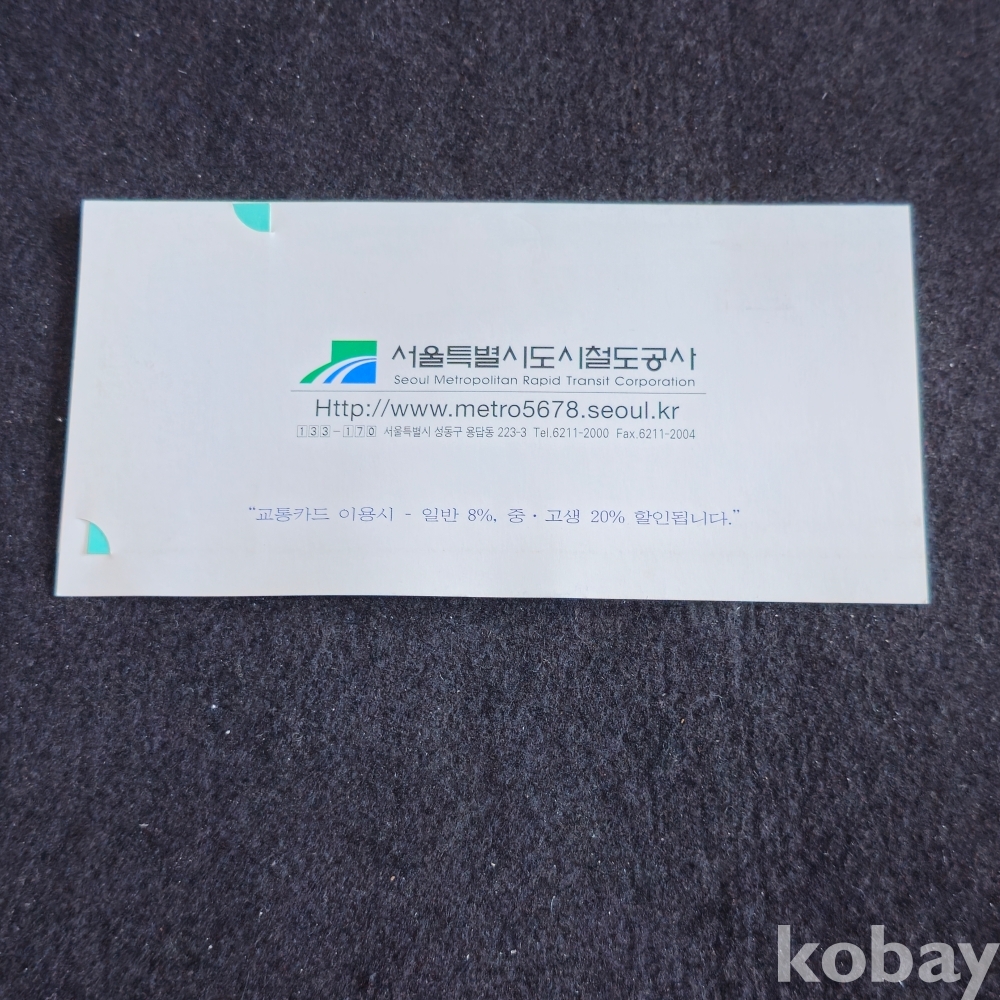 서울특별시도시철도공사
Seoul Metropolitan Rapid Transit Corporation
Http://www.metro5678.seoul.kr
133-170 서울특별시 성동구 용답동 223-3 Tel.6211-2000 Fax.6211-2004
“교통카드 이용시 - 일반 8%, 중·고생 20% 할인됩니다.”
kobay